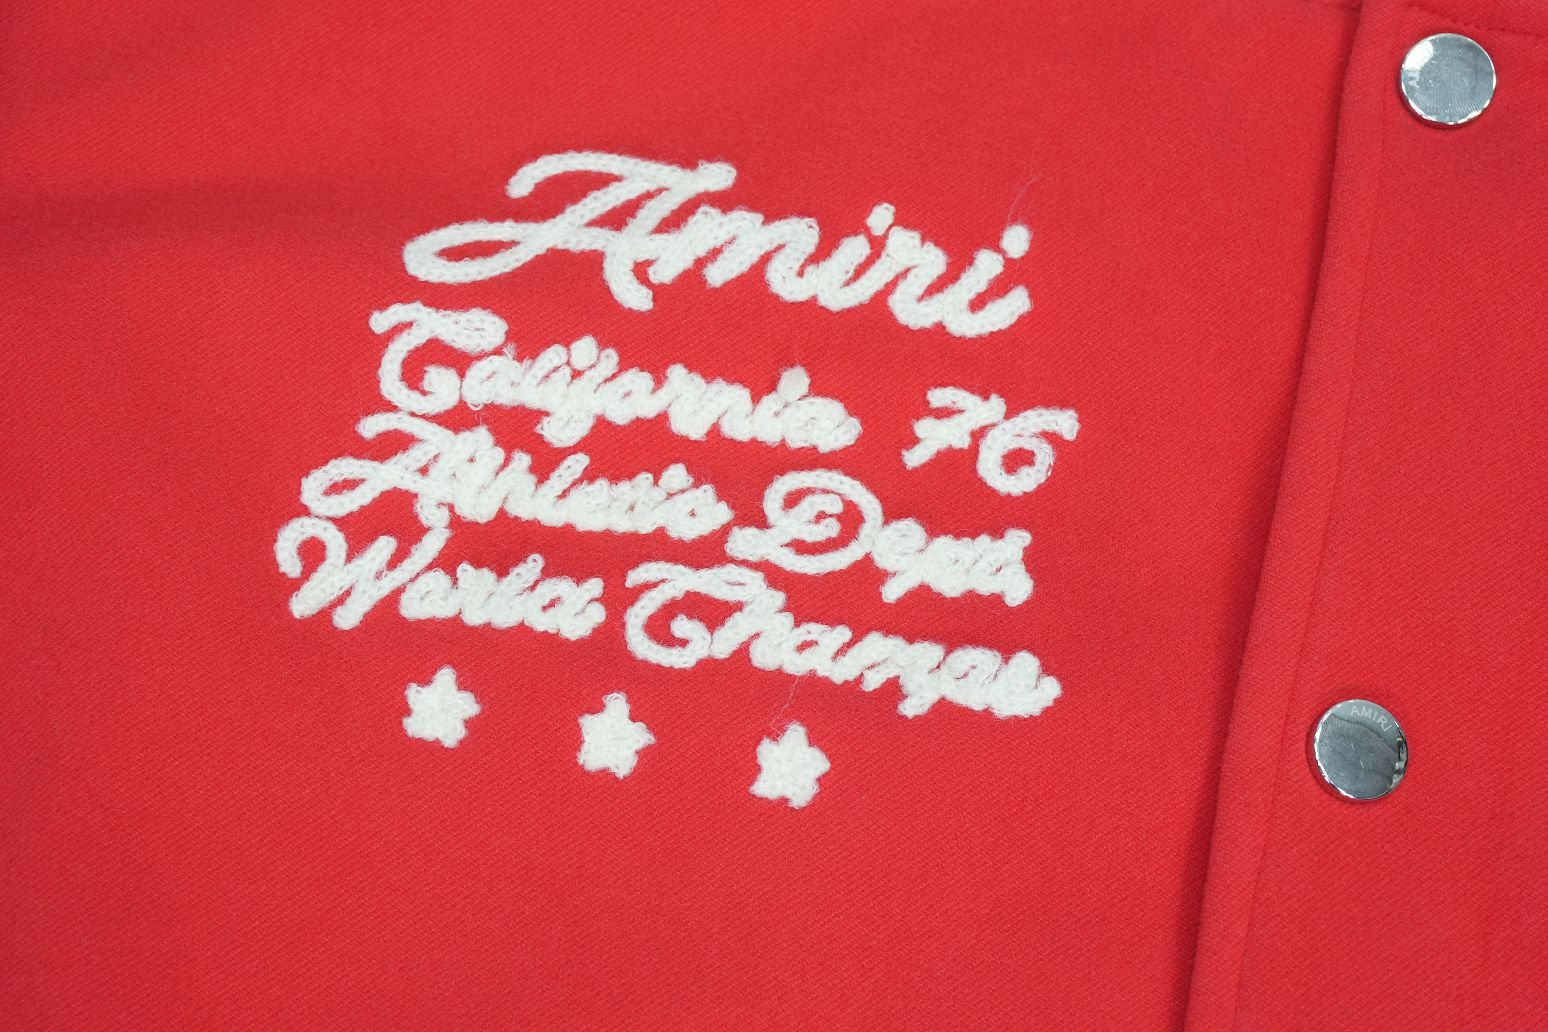 Amiri
California 76
Athletic Dept.
World Champs
AMIRI